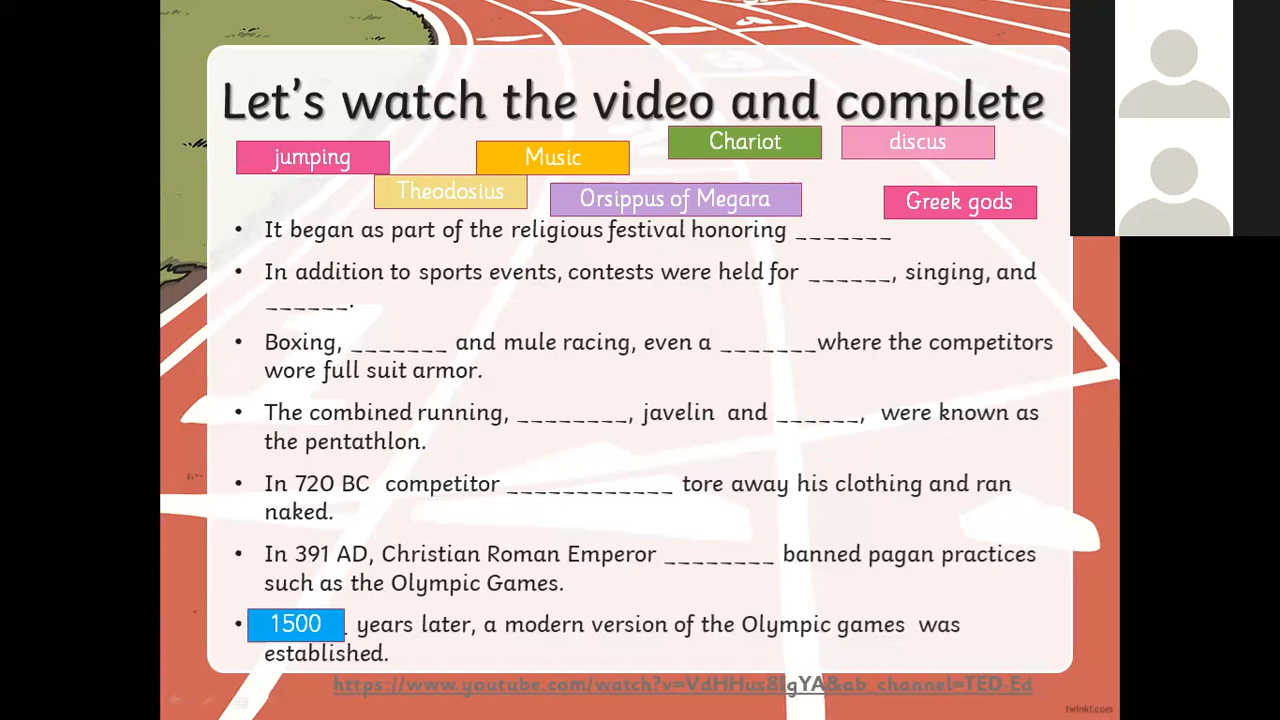 Let's watch the video and complete
Chariot
discus
jumping
Music
Theodosius
Orsippus of Megara
Greek gods
• It began as part of the religious festival honoring _______
• In addition to sports events, contests were held for ______, singing, and
______.
• Boxing, _______ and mule racing, even a _______where the competitors
wore full suit armor.
• The combined running, ________, javelin and ______, were known as
the pentathlon.
• In 720 BC competitor ____________ tore away his clothing and ran
naked.
• In 391 AD, Christian Roman Emperor ________ banned pagan practices
such as the Olympic Games.
• 1500 years later, a modern version of the Olympic games was
established.
https://www.youtube.com/watch?v=VdHHus8IgYA&ab_channel=TED-Ed
twinkl.com